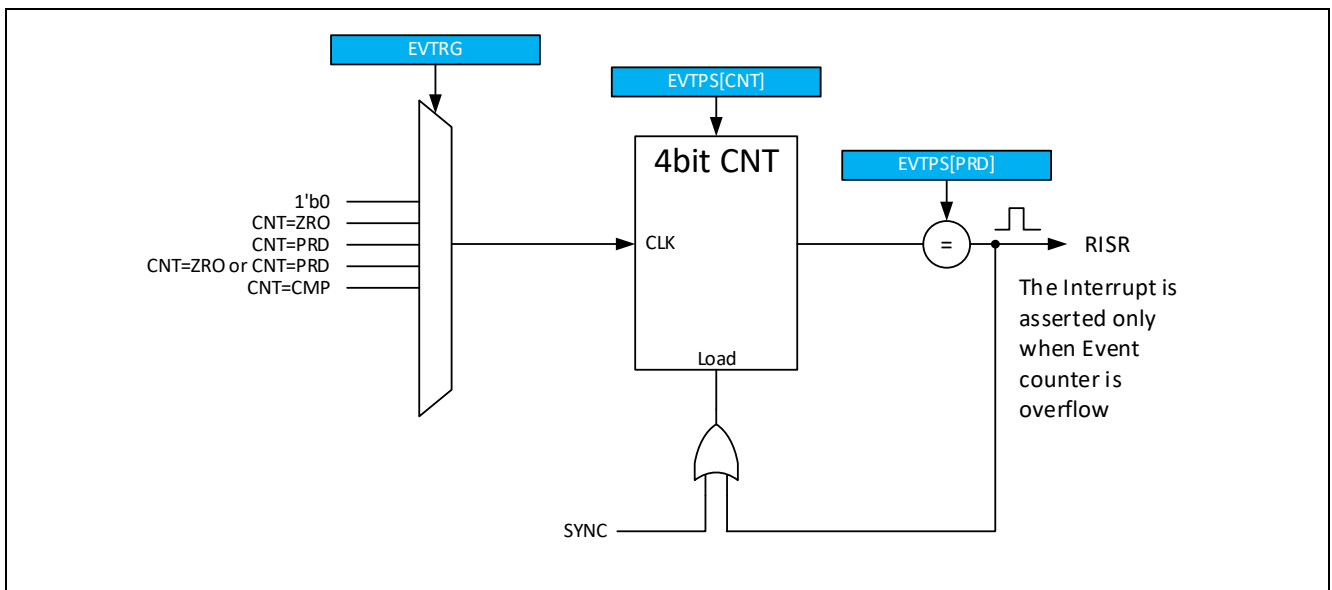 EVTRG
EVTPS[CNT]
4bit CNT
EVTPS[PRD]
1'b0
CNT=ZRO
CNT=PRD
CNT=ZRO or CNT=PRD
CNT=CMP
CLK
=
RISR
The Interrupt is
asserted only
when Event
counter is
overflow
Load
SYNC